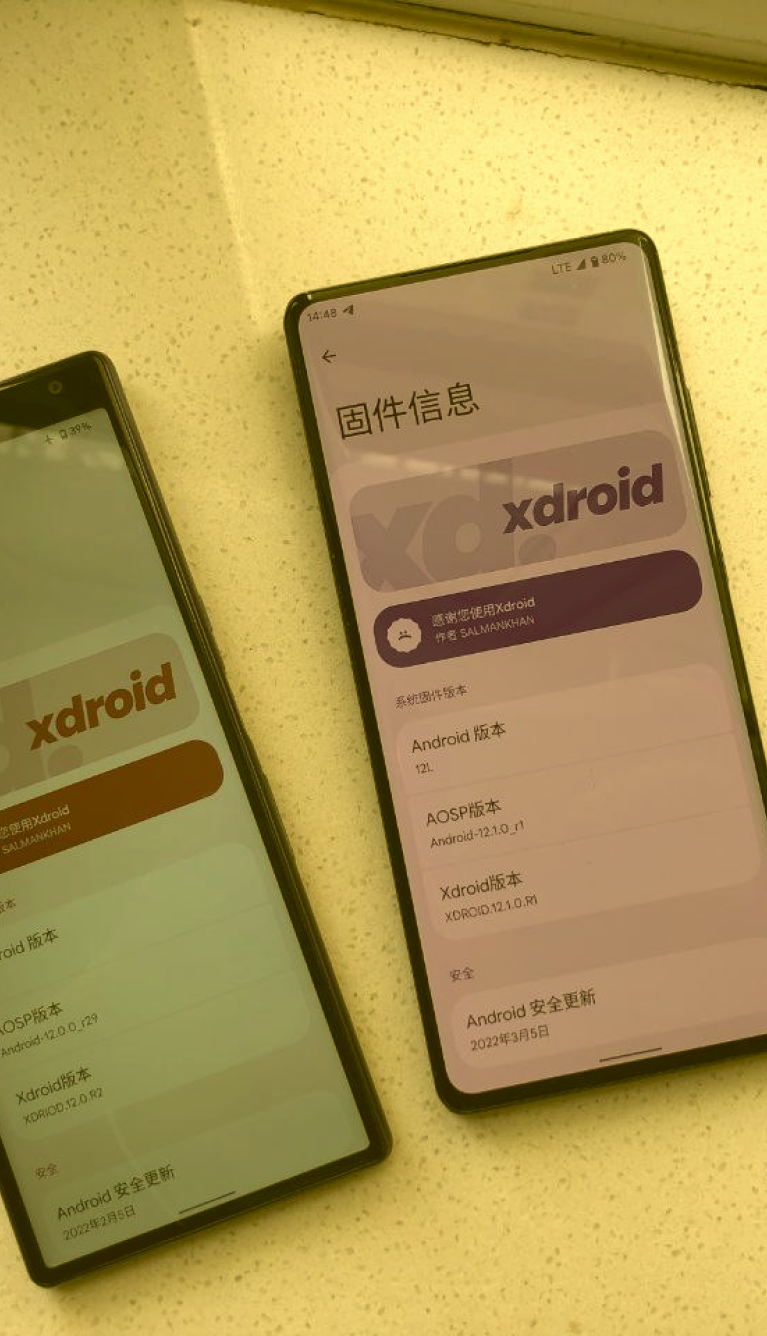 39%
xdroid
您使用Xdroid
SALMANKHAN
版本
roid 版本
AOSP版本
Android-12.0.0_r29
Xdroid版本
XDRIOD.12.0.R2
安全
Android 安全更新
2022年2月5日
14:48
LTE 80%
固件信息
xd.
xdroid
感谢您使用Xdroid
作者 SALMANKHAN
系统固件版本
Android 版本
12L
AOSP版本
Android-12.1.0_r1
Xdroid版本
XDROID.12.1.0.R1
安全
Android 安全更新
2022年3月5日